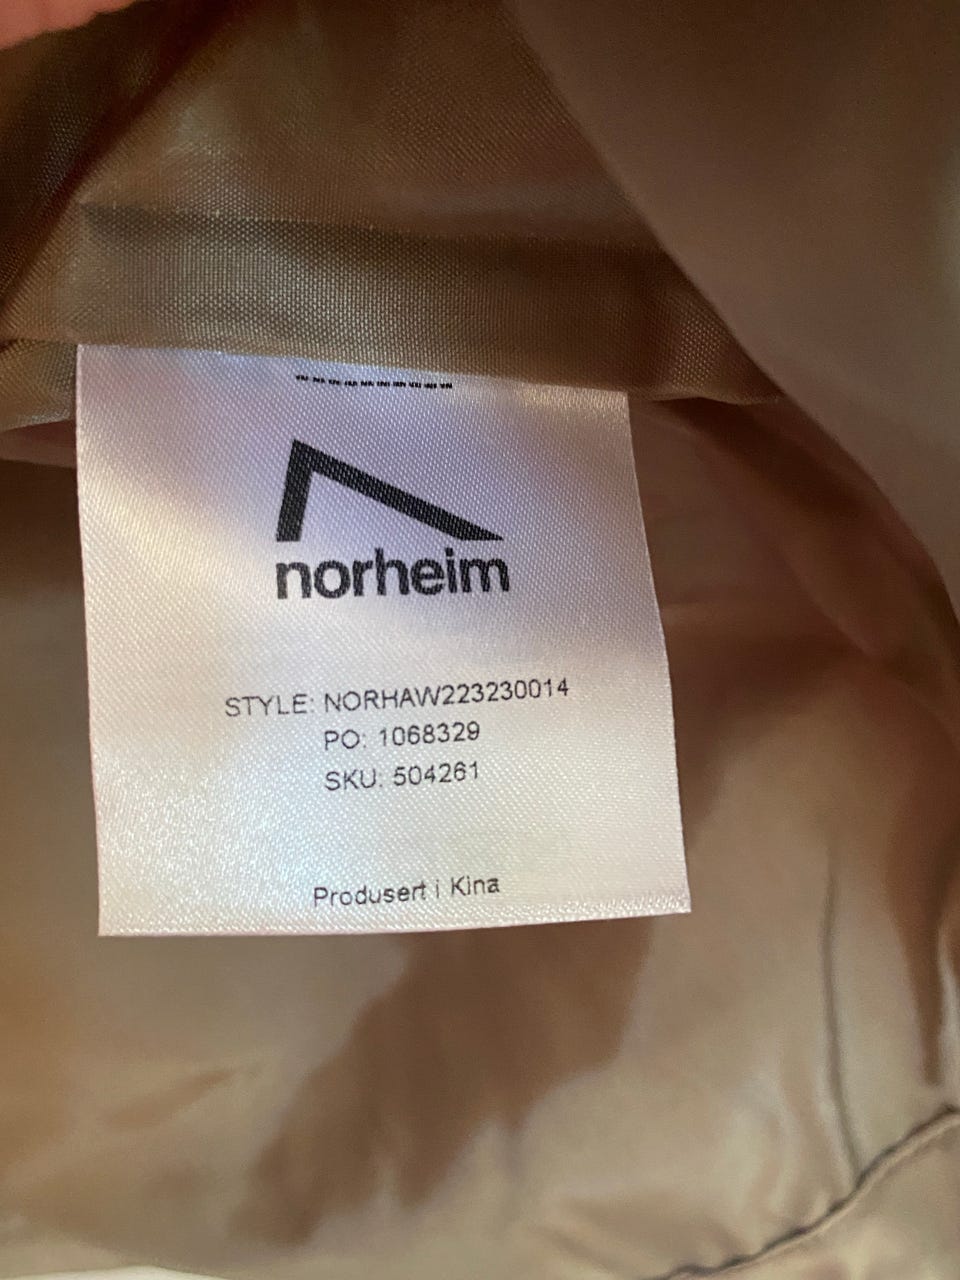 norheim
STYLE: NORHAW223230014
PO: 1068329
SKU: 504261
Produsert i Kina